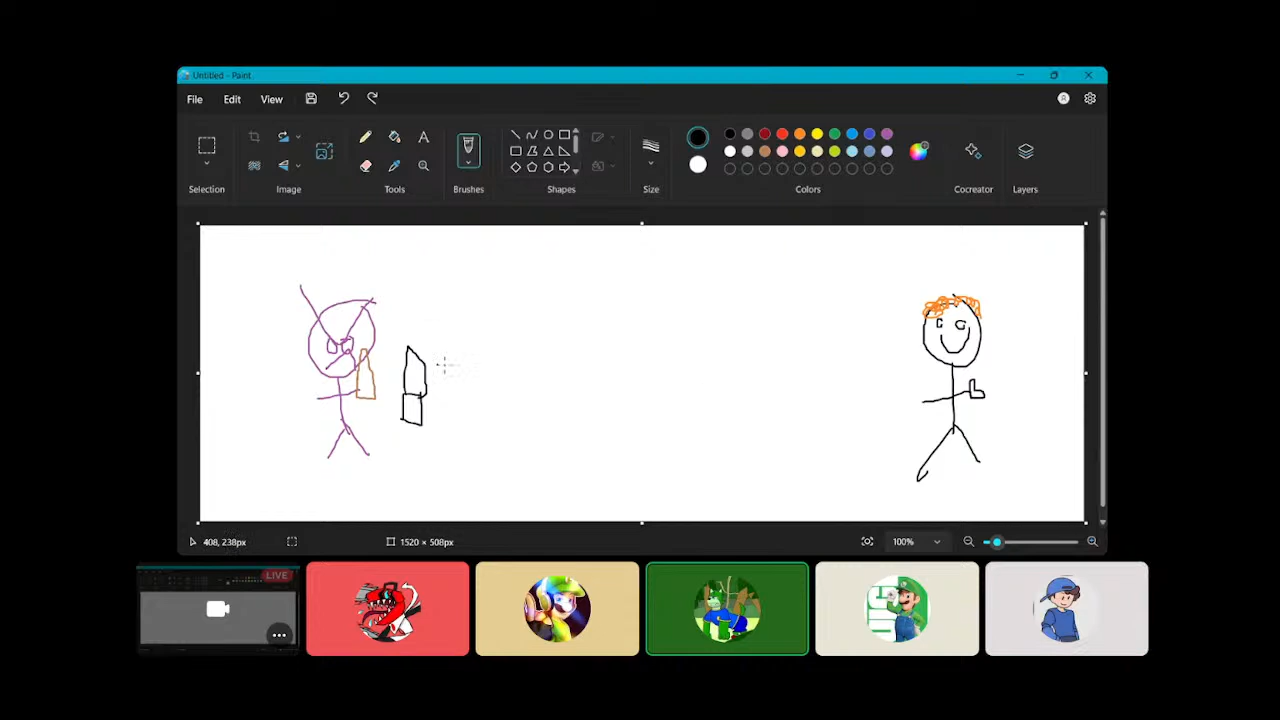 Untitled - Paint
File Edit View
Selection Image Tools Brushes Shapes Size Colors Cocreator Layers
408, 238px 1520 × 508px 100%
LIVE